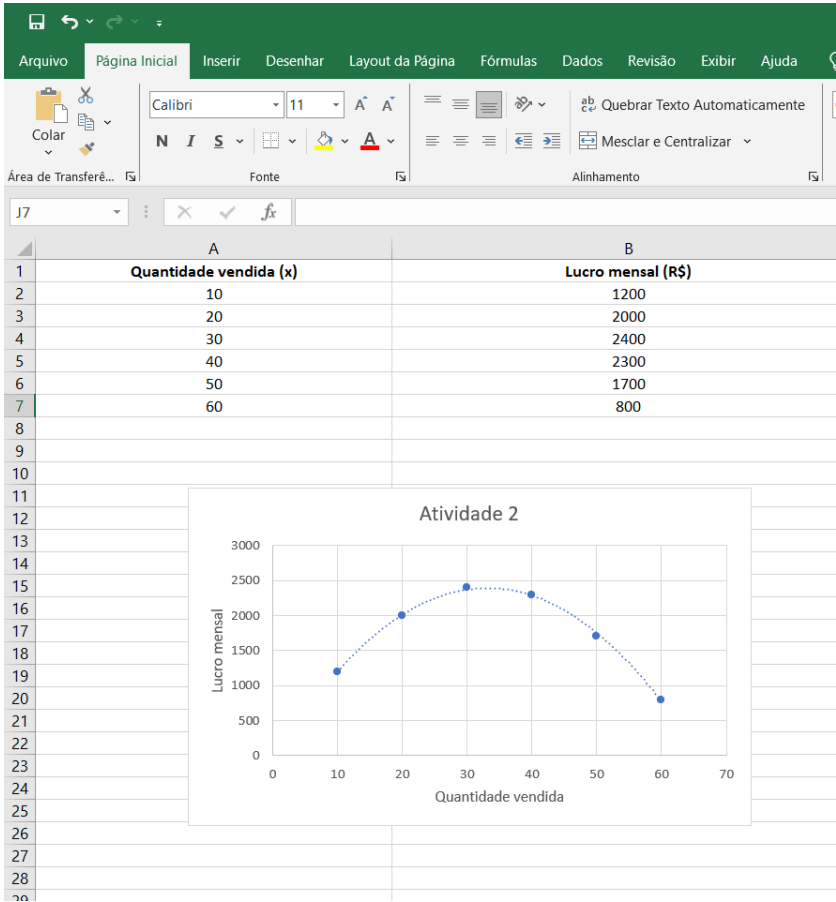 Arquivo Página Inicial Inserir Desenhar Layout da Página Fórmulas Dados Revisão Exibir Ajuda
Colar
Calibri 11 A A
N I S A
ab Quebrar Texto Automaticamente
Mesclar e Centralizar
Área de Transferê... Fonte Alinhamento
J7 fx
A B
1 Quantidade vendida (x) Lucro mensal (R$)
2 10 1200
3 20 2000
4 30 2400
5 40 2300
6 50 1700
7 60 800
8
9
10
11
12
13
14
15
16
17
18
19
20
21
22
23
24
25
26
27
28
29
Atividade 2
Lucro mensal
3000
2500
2000
1500
1000
500
0
0 10 20 30 40 50 60 70
Quantidade vendida